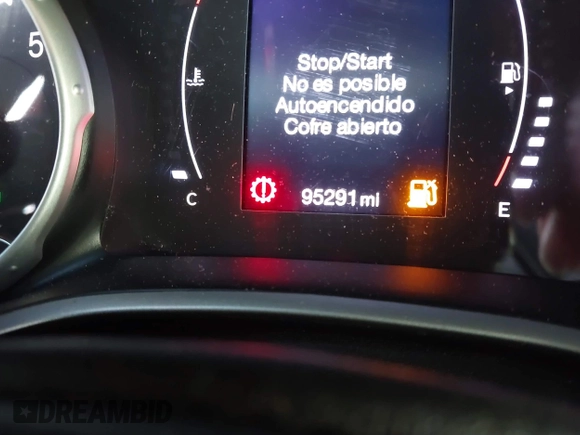 5
Stop/Start
No es posible
Autoencendido
Cofre abierto
95291 mi
C
E
DREAMBID